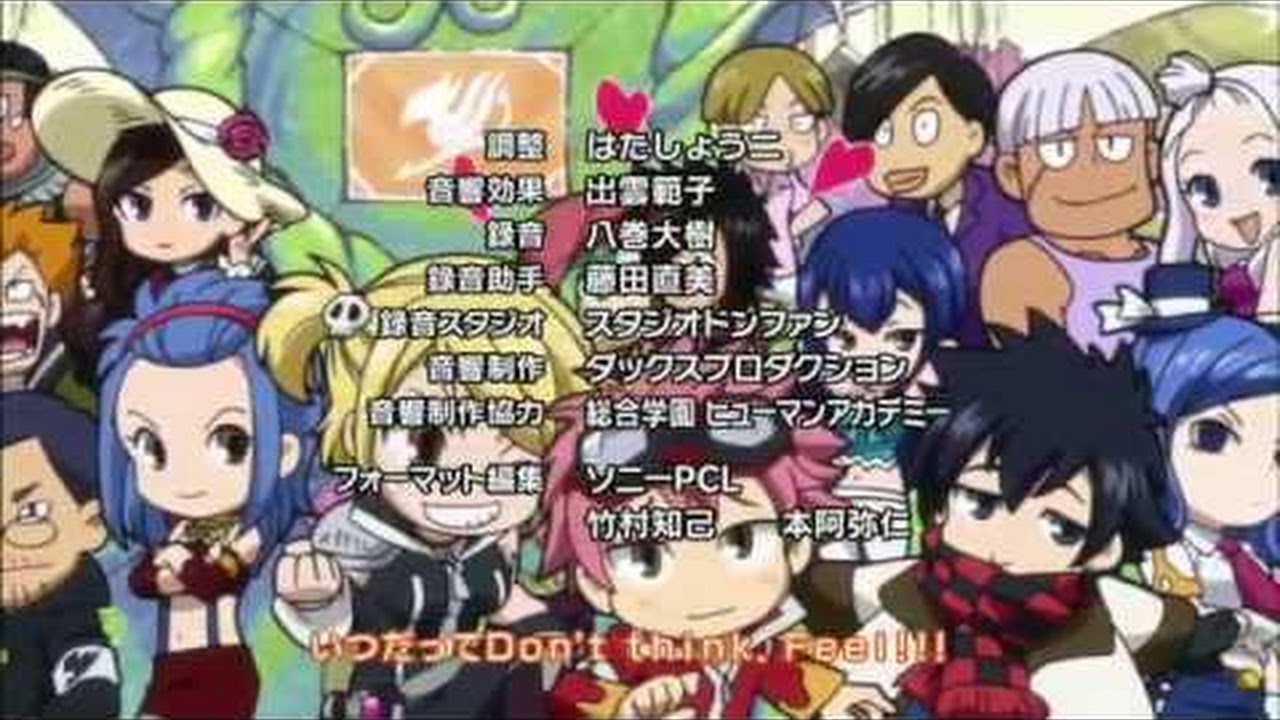 調整 はたしょう二
音響効果 出雲範子
録音 八巻大樹
録音助手 藤田直美
録音スタジオ スタジオドンファン
音響制作 ダックスプロダクション
音響制作協力 総合学園 ヒューマンアカデミー
フォーマット編集 ソニーPCL
竹村知己 本阿弥仁
いつだってDon't think. Feel!!!!